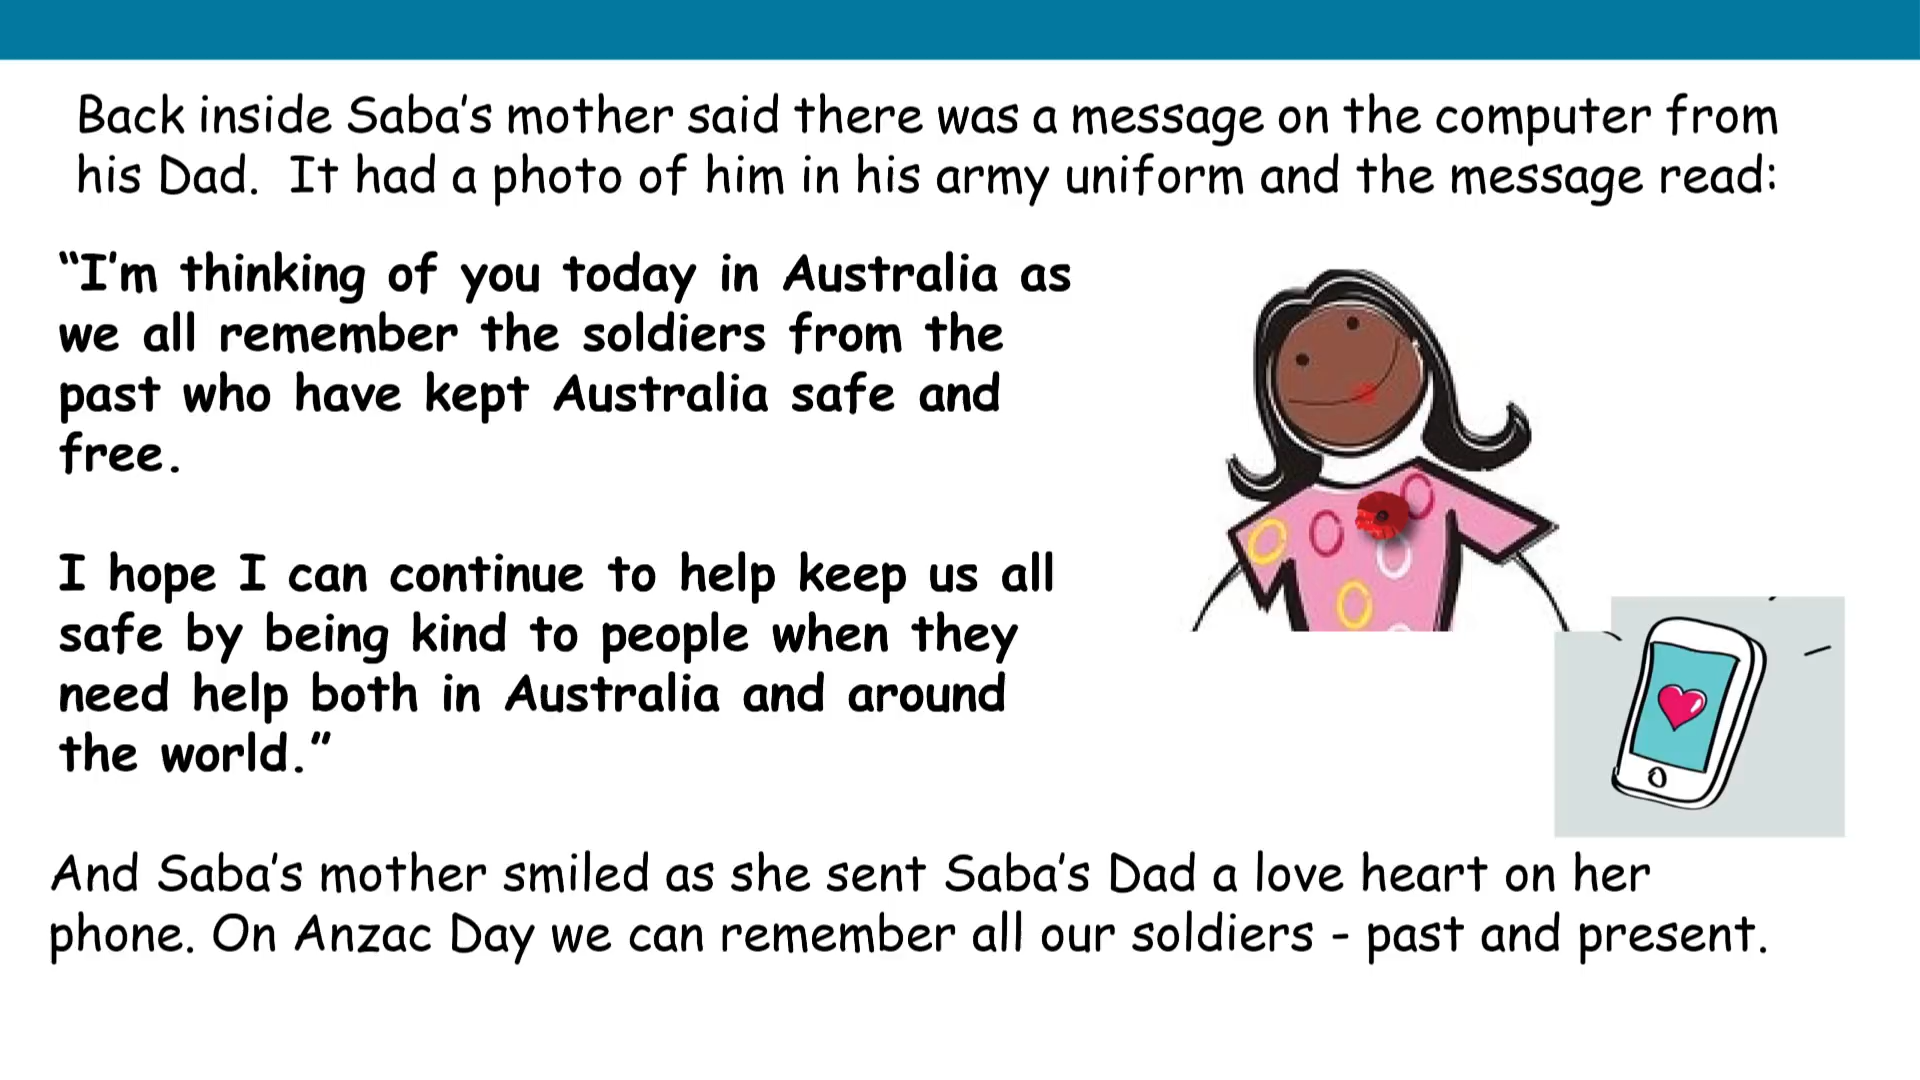 Back inside Saba's mother said there was a message on the computer from
his Dad.  It had a photo of him in his army uniform and the message read:
“I'm thinking of you today in Australia as
we all remember the soldiers from the
past who have kept Australia safe and
free.
I hope I can continue to help keep us all
safe by being kind to people when they
need help both in Australia and around
the world.”
And Saba's mother smiled as she sent Saba's Dad a love heart on her
phone. On Anzac Day we can remember all our soldiers - past and present.